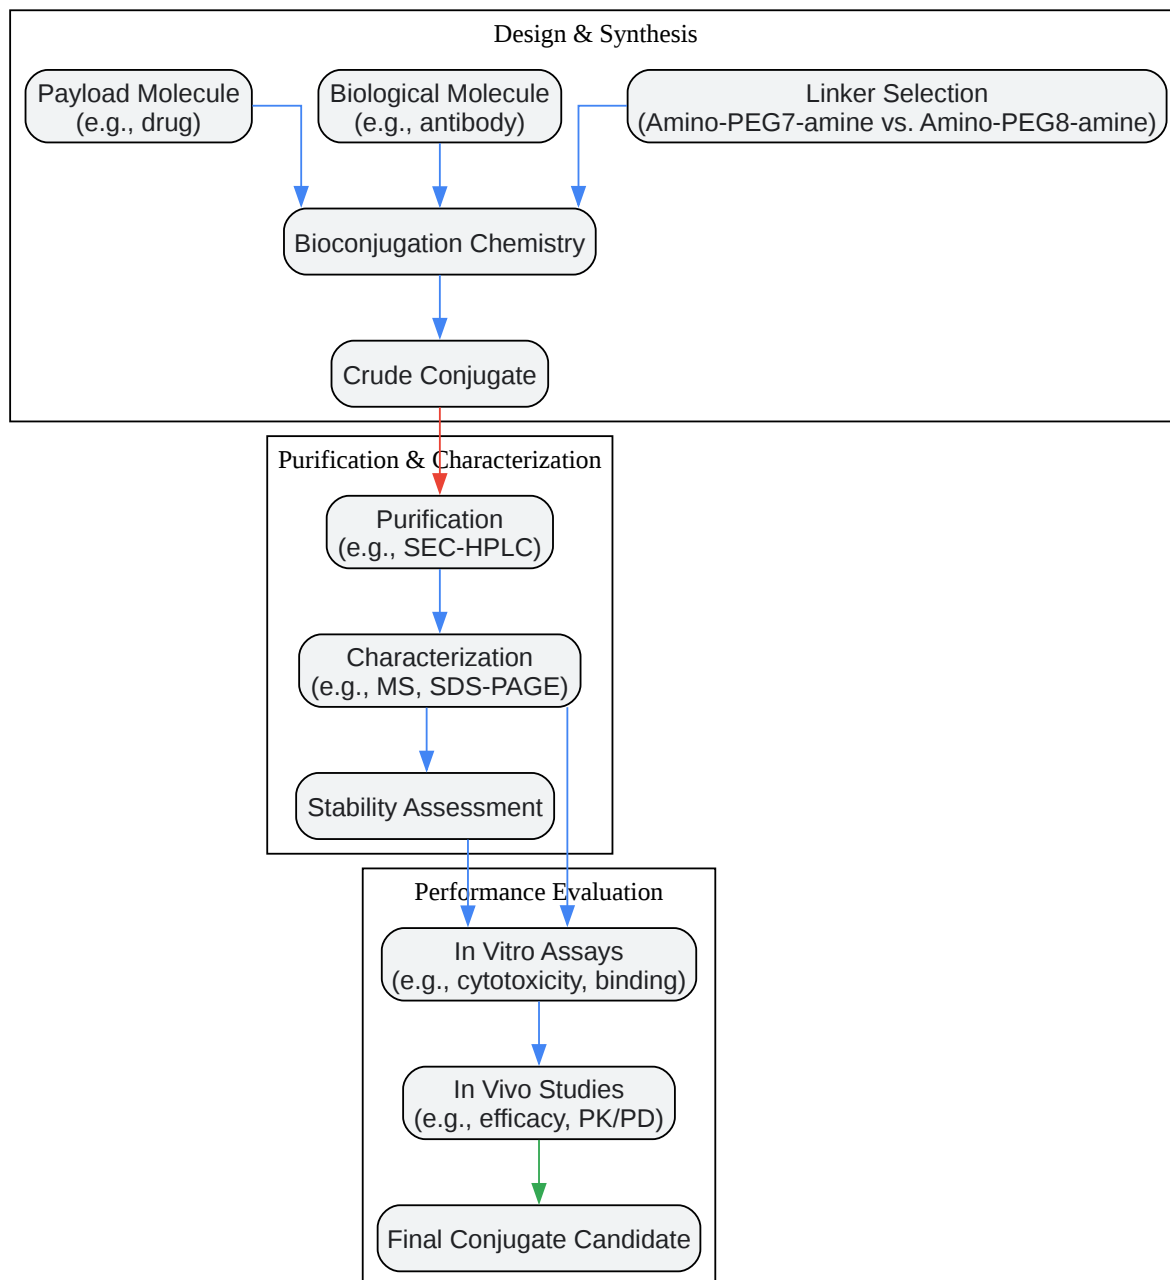 Design & Synthesis
Payload Molecule
(e.g., drug)
Biological Molecule
(e.g., antibody)
Linker Selection
(Amino-PEG7-amine vs. Amino-PEG8-amine)
Bioconjugation Chemistry
Crude Conjugate
Purification & Characterization
Purification
(e.g., SEC-HPLC)
Characterization
(e.g., MS, SDS-PAGE)
Stability Assessment
Performance Evaluation
In Vitro Assays
(e.g., cytotoxicity, binding)
In Vivo Studies
(e.g., efficacy, PK/PD)
Final Conjugate Candidate